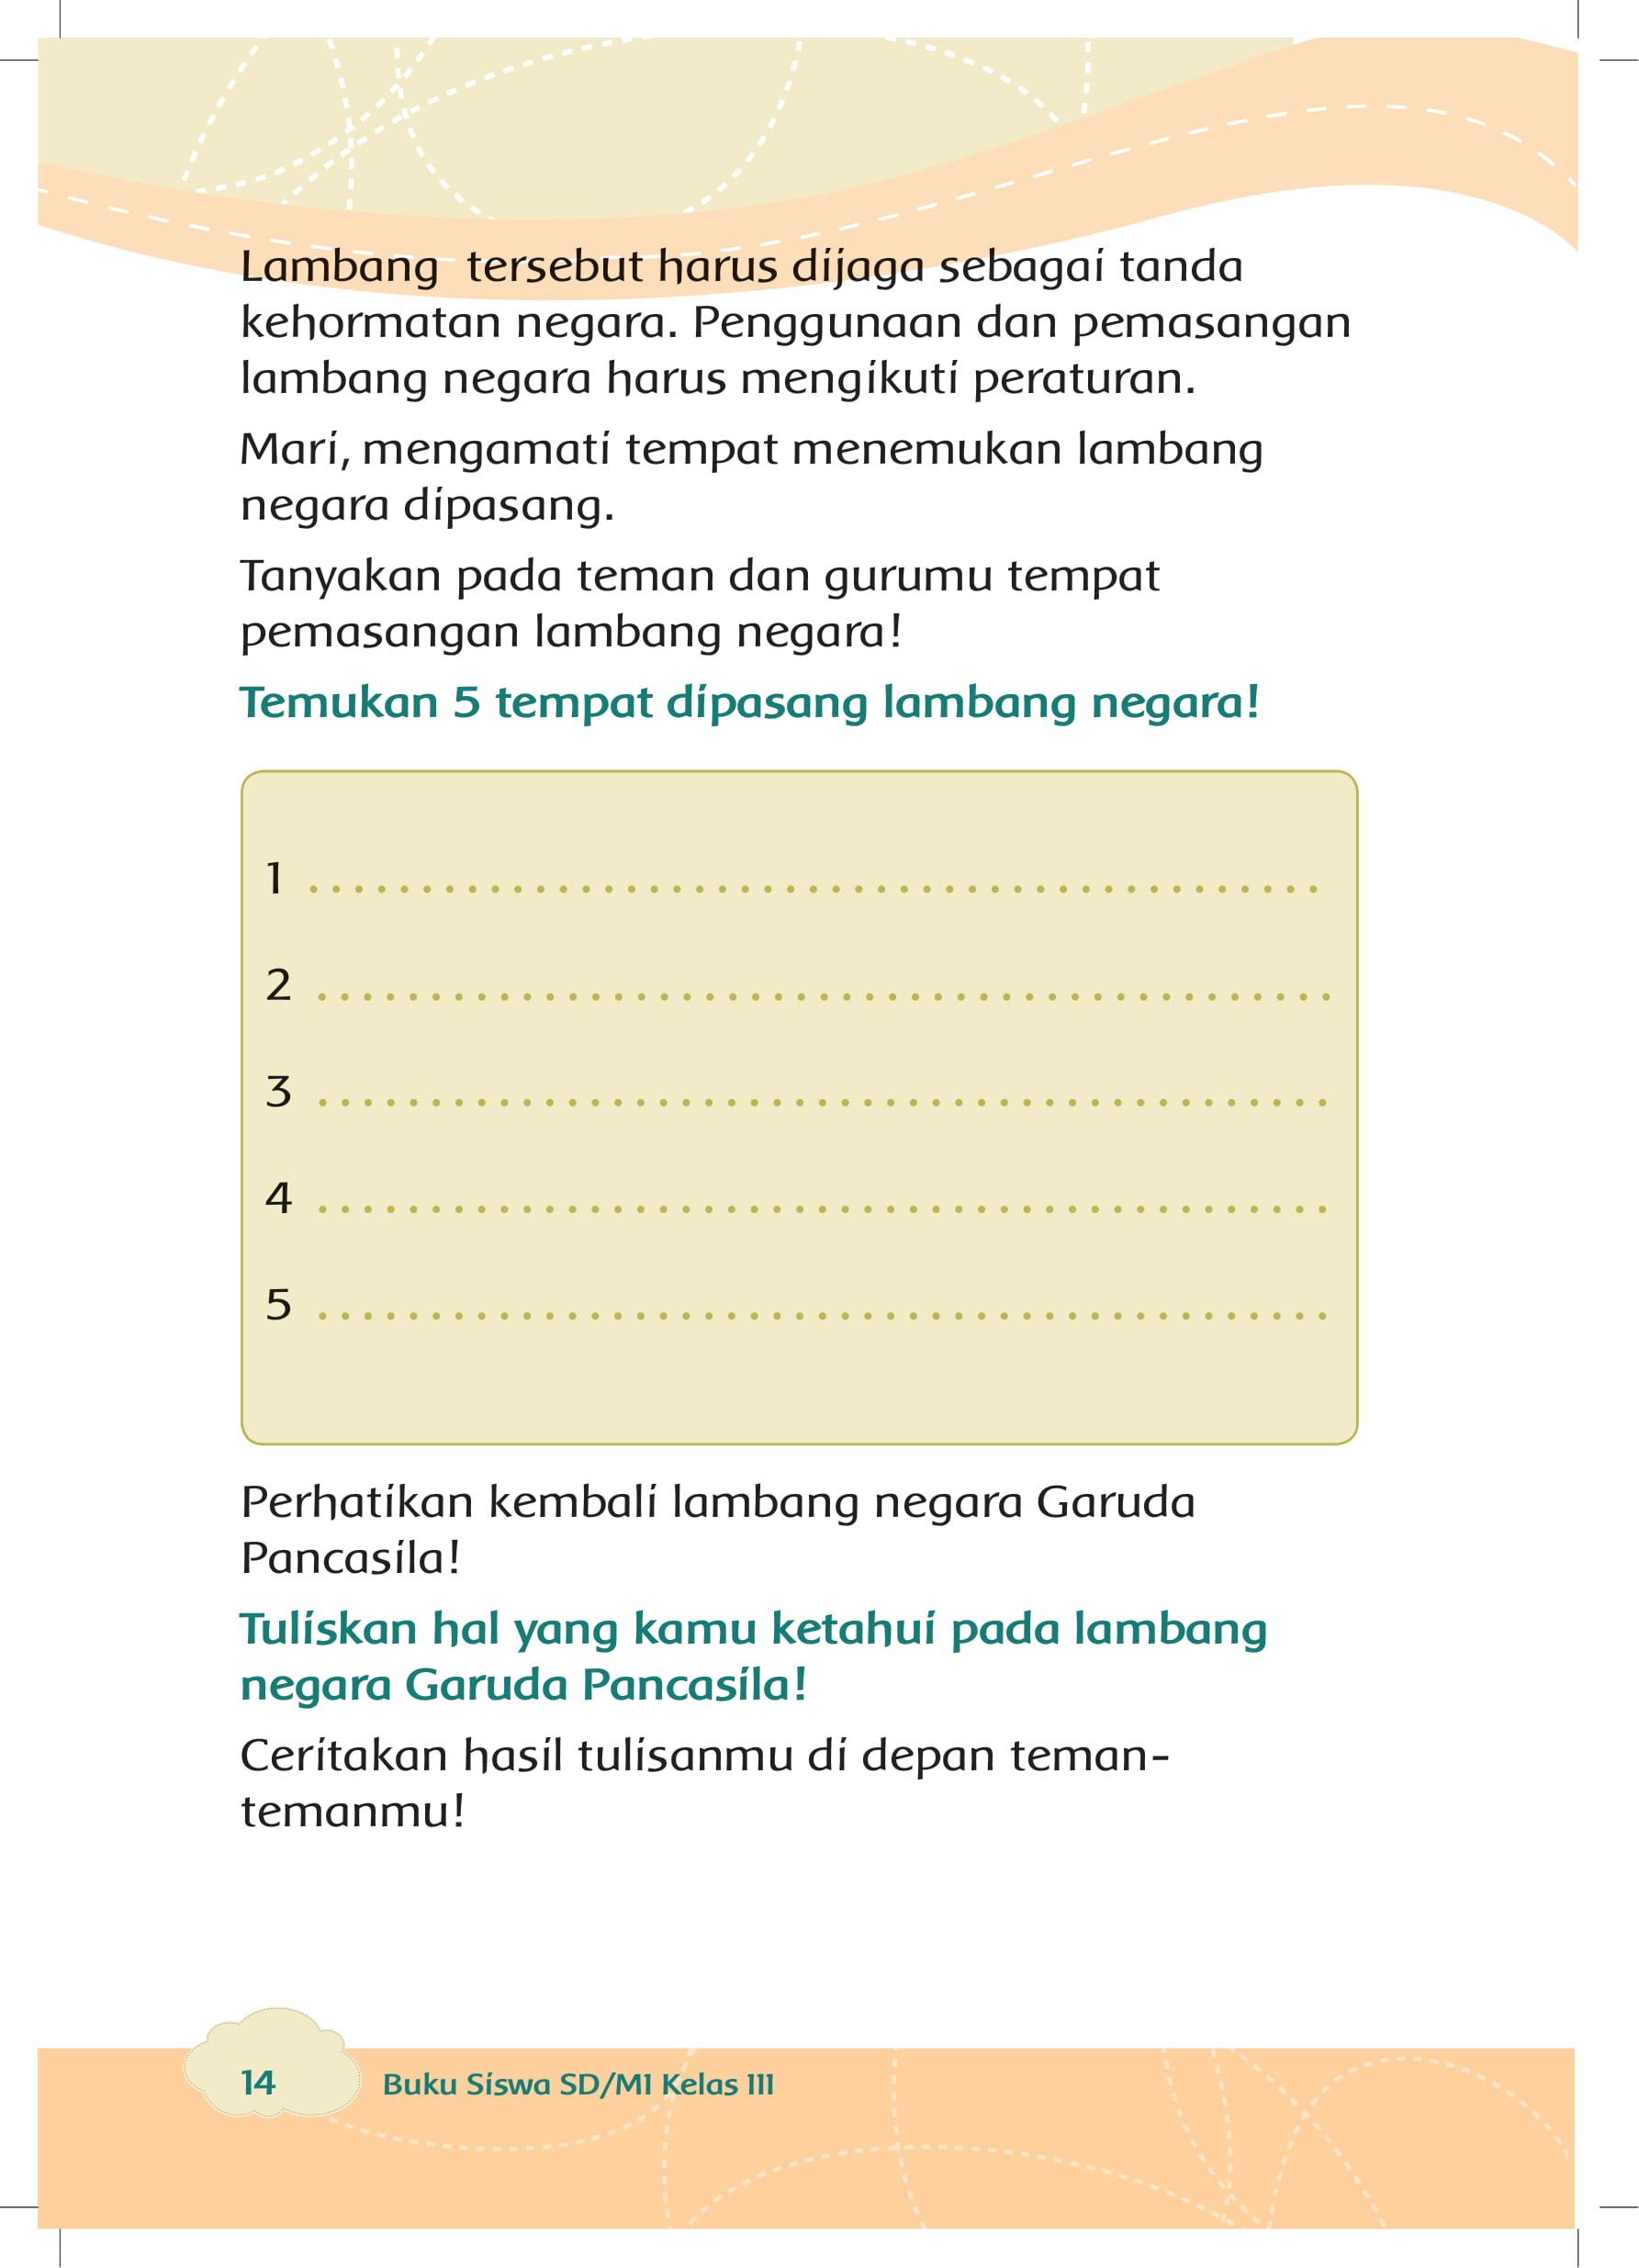 Lambang  tersebut harus dijaga sebagai tanda
kehormatan negara. Penggunaan dan pemasangan
lambang negara harus mengikuti peraturan.
Mari, mengamati tempat menemukan lambang
negara dipasang.
Tanyakan pada teman dan gurumu tempat
pemasangan lambang negara!
Temukan 5 tempat dipasang lambang negara!
1 .............................................
2 .............................................
3 .............................................
4 .............................................
5 .............................................
Perhatikan kembali lambang negara Garuda
Pancasila!
Tuliskan hal yang kamu ketahui pada lambang
negara Garuda Pancasila!
Ceritakan hasil tulisanmu di depan teman-
temanmu!
14 Buku Siswa SD/MI Kelas III